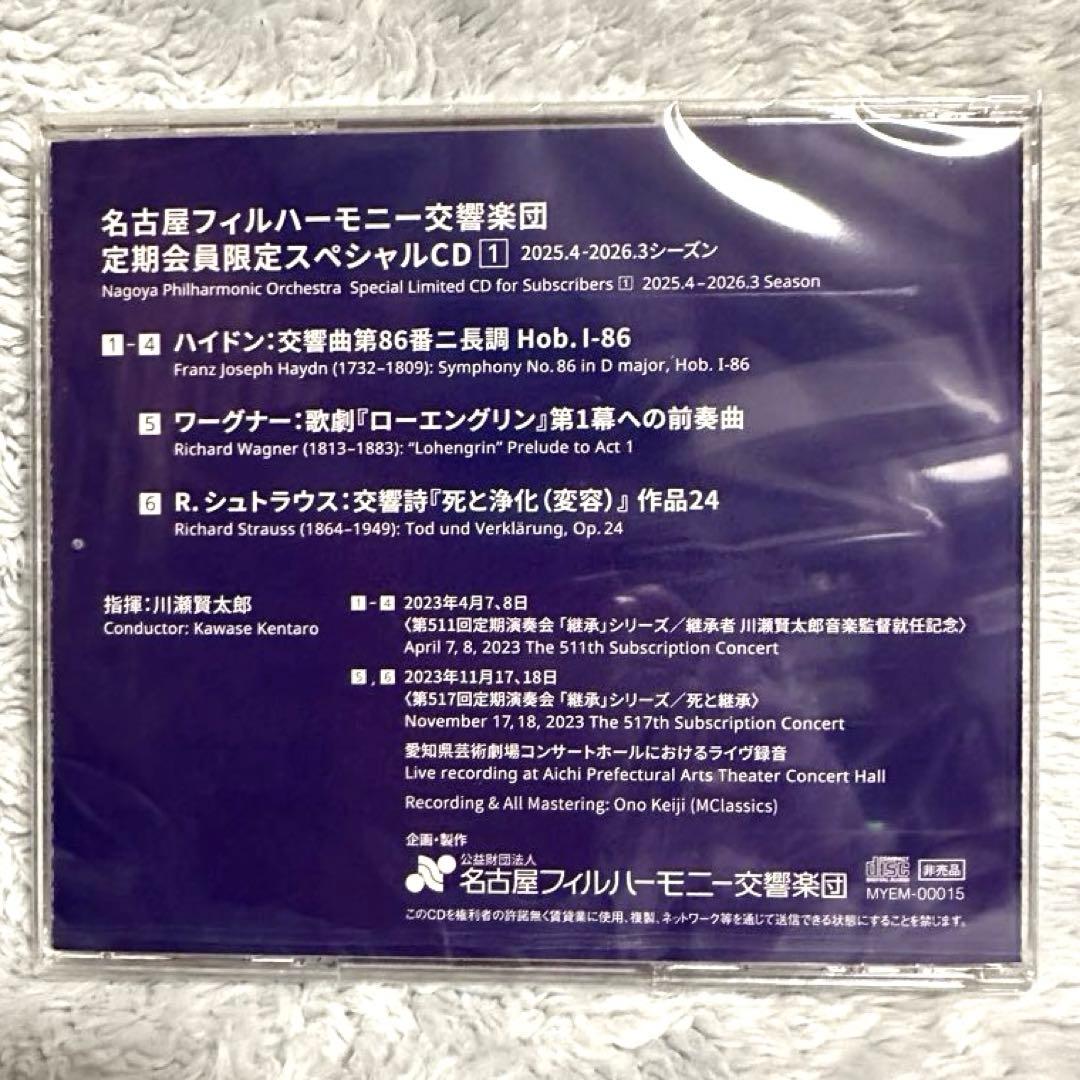 名古屋フィルハーモニー交響楽団
定期会員限定スペシャルCD 1 2025.4-2026.3シーズン
Nagoya Philharmonic Orchestra Special Limited CD for Subscribers 1 2025.4–2026.3 Season
1-4 ハイドン：交響曲第86番ニ長調 Hob. I-86
Franz Joseph Haydn (1732–1809): Symphony No. 86 in D major, Hob. I-86
5 ワーグナー：歌劇『ローエングリン』第1幕への前奏曲
Richard Wagner (1813–1883): “Lohengrin” Prelude to Act 1
6 R. シュトラウス：交響詩『死と浄化（変容）』作品24
Richard Strauss (1864–1949): Tod und Verklärung, Op. 24
指揮：川瀬賢太郎
Conductor: Kawase Kentaro
1-4 2023年4月7、8日
〈第511回定期演奏会「継承」シリーズ／継承者 川瀬賢太郎音楽監督就任記念〉
April 7, 8, 2023 The 511th Subscription Concert
5, 6 2023年11月17、18日
〈第517回定期演奏会「継承」シリーズ／死と継承〉
November 17, 18, 2023 The 517th Subscription Concert
愛知県芸術劇場コンサートホールにおけるライヴ録音
Live recording at Aichi Prefectural Arts Theater Concert Hall
Recording & All Mastering: Ono Keiji (MClassics)
企画・製作
公益財団法人
名古屋フィルハーモニー交響楽団
COMPACT disc DIGITAL AUDIO 非売品
MYEM-00015
このCDを権利者の許諾無く賃貸業に使用、複製、ネットワーク等を通じて送信できる状態にすることを禁じます。